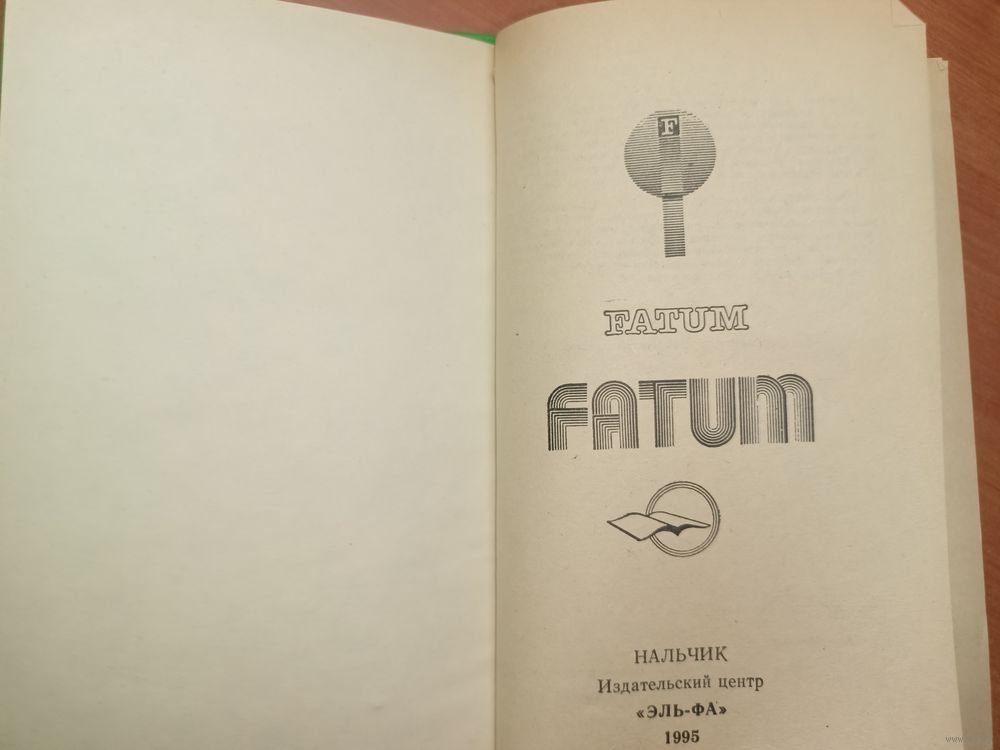 F
FATUM
FATUM
НАЛЬЧИК
Издательский центр
«ЭЛЬ-ФА»
1995